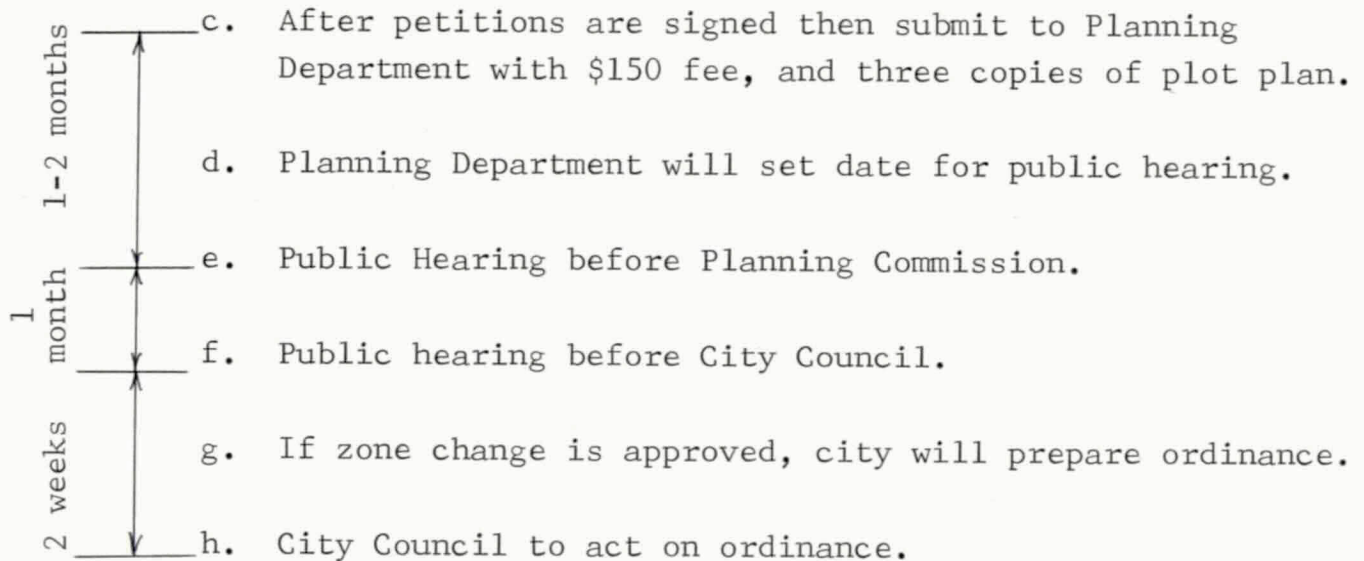 c. After petitions are signed then submit to Planning
Department with $150 fee, and three copies of plot plan.
1-2 months
d. Planning Department will set date for public hearing.
e. Public Hearing before Planning Commission.
1
month
f. Public hearing before City Council.
g. If zone change is approved, city will prepare ordinance.
2 weeks
h. City Council to act on ordinance.